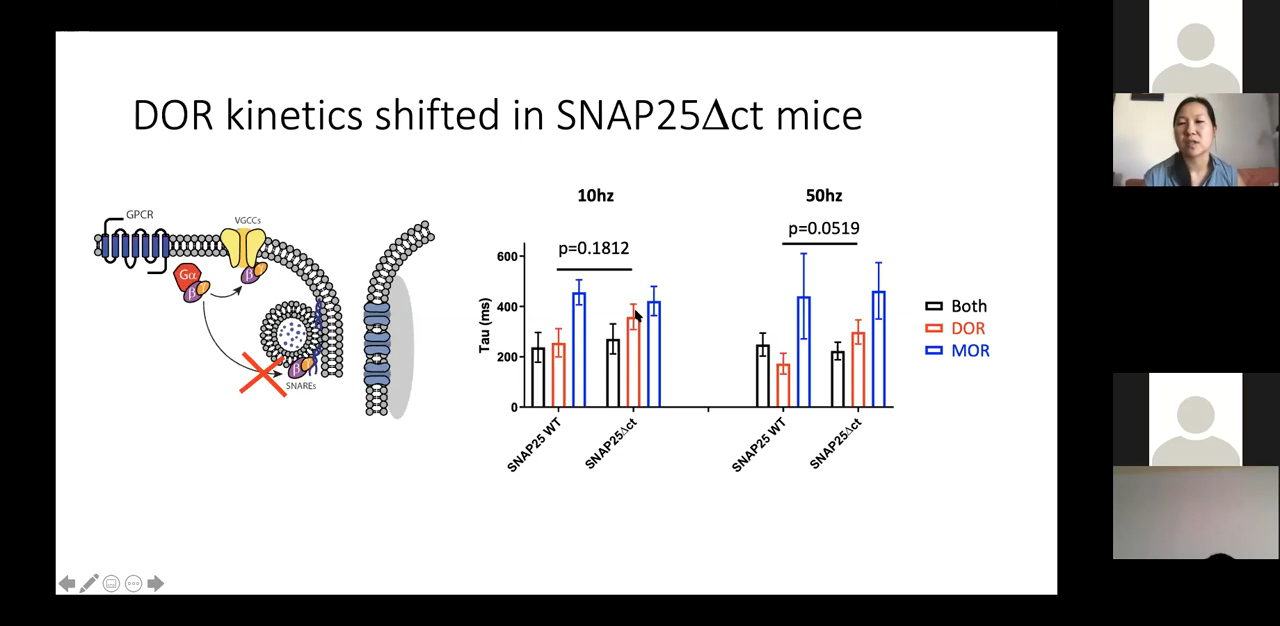 DOR kinetics shifted in SNAP25Δct mice
GPCR
VGCCs
Gα
β
γ
β
γ
β
γ
SNAREs
10hz
50hz
p=0.1812
p=0.0519
Tau (ms)
600
400
200
0
SNAP25 WT
SNAP25Δct
SNAP25 WT
SNAP25Δct
Both
DOR
MOR